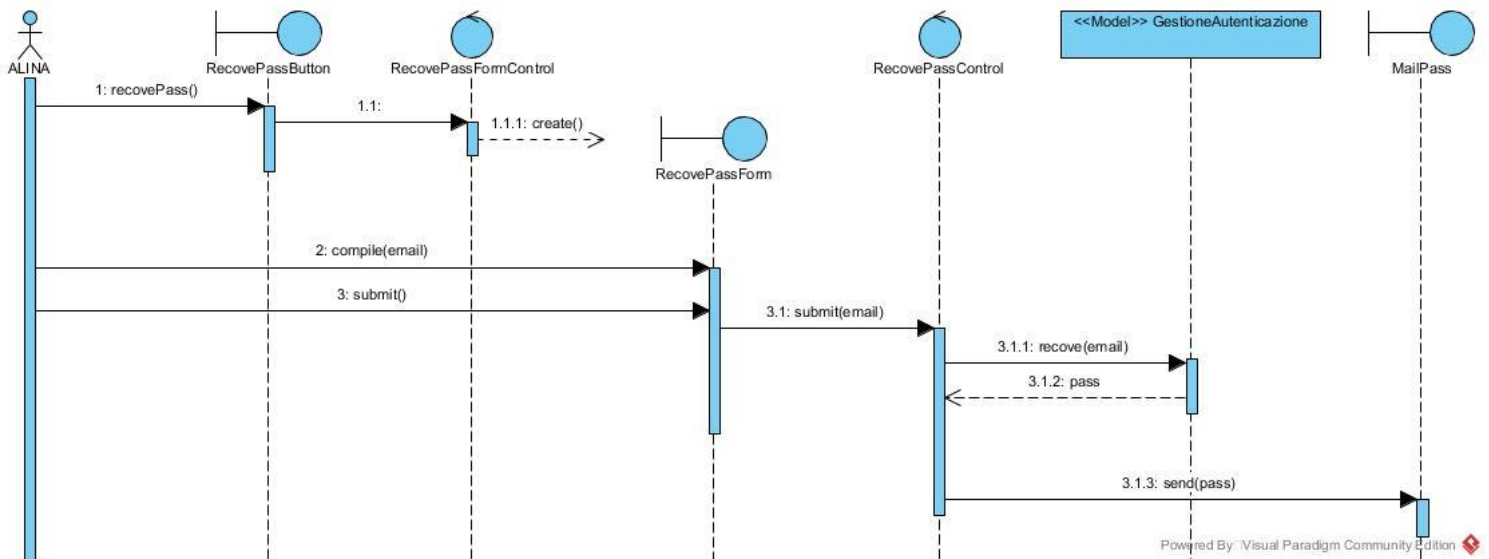 <<Model>> GestioneAutenticazione
ALINA
RecovePassButton
RecovePassFormControl
RecovePassControl
MailPass
1: recovePass()
1.1:
1.1.1: create()
RecovePassForm
2: compile(email)
3: submit()
3.1: submit(email)
3.1.1: recove(email)
3.1.2: pass
3.1.3: send(pass)
Powered By Visual Paradigm Community Edition